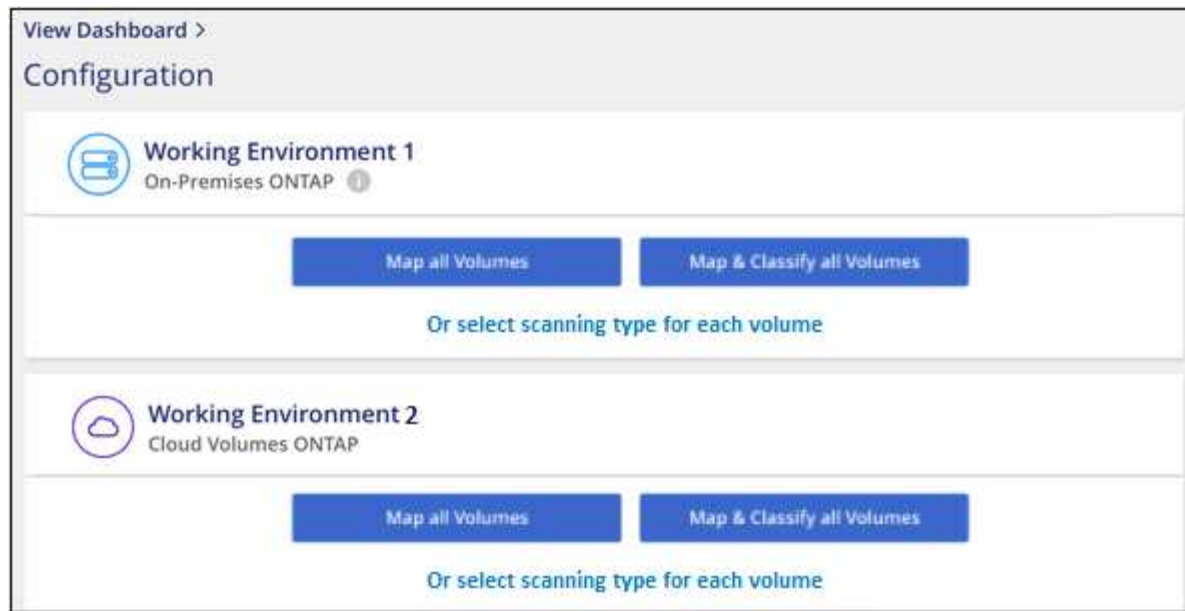 View Dashboard >
Configuration
Working Environment 1
On-Premises ONTAP i
Map all Volumes
Map & Classify all Volumes
Or select scanning type for each volume
Working Environment 2
Cloud Volumes ONTAP
Map all Volumes
Map & Classify all Volumes
Or select scanning type for each volume